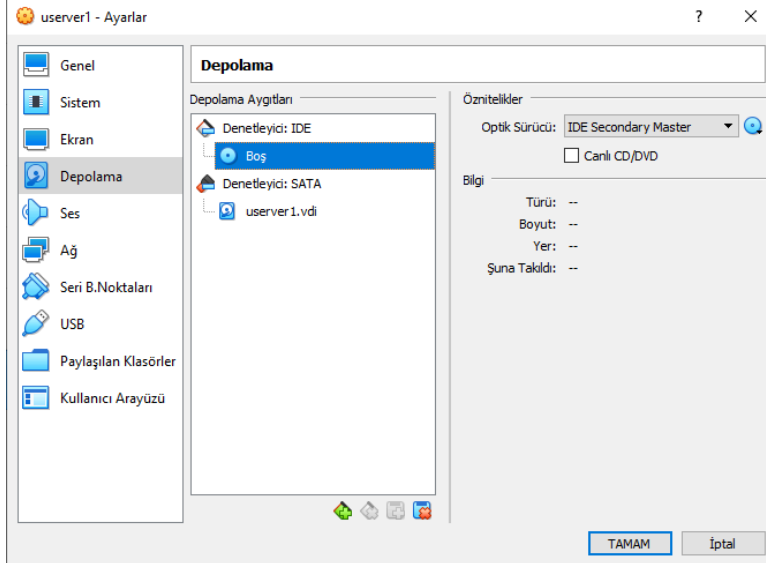 userver1 - Ayarlar
Genel
Sistem
Ekran
Depolama
Ses
Ağ
Seri B.Noktaları
USB
Paylaşılan Klasörler
Kullanıcı Arayüzü
Depolama
Depolama Aygıtları
Denetleyici: IDE
Boş
Denetleyici: SATA
userver1.vdi
Öznitelikler
Optik Sürücü: IDE Secondary Master
Canlı CD/DVD
Bilgi
Türü: --
Boyut: --
Yer: --
Şuna Takıldı: --
TAMAM
İptal